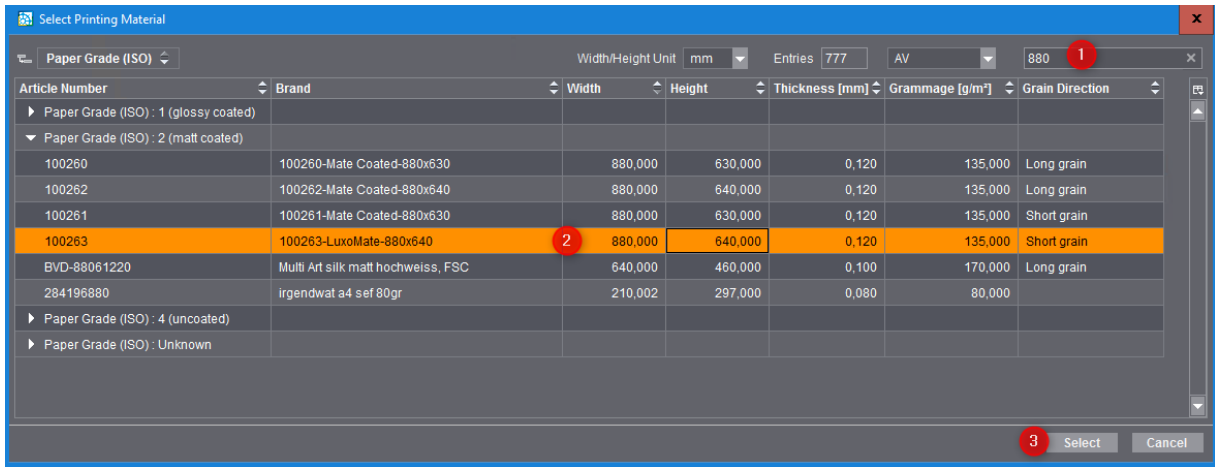 Select Printing Material x
Paper Grade (ISO) Width/Height Unit mm Entries 777 AV 880 1
Article Number Brand Width Height Thickness [mm] Grammage [g/m²] Grain Direction
Paper Grade (ISO) : 1 (glossy coated)
Paper Grade (ISO) : 2 (matt coated)
100260 100260-Mate Coated-880x630 880,000 630,000 0,120 135,000 Long grain
100262 100262-Mate Coated-880x640 880,000 640,000 0,120 135,000 Long grain
100261 100261-Mate Coated-880x630 880,000 630,000 0,120 135,000 Short grain
100263 100263-LuxoMate-880x640 2 880,000 640,000 0,120 135,000 Short grain
BVD-88061220 Multi Art silk matt hochweiss, FSC 640,000 460,000 0,100 170,000 Long grain
284196880 irgendwat a4 sef 80gr 210,002 297,000 0,080 80,000
Paper Grade (ISO) : 4 (uncoated)
Paper Grade (ISO) : Unknown
3 Select Cancel